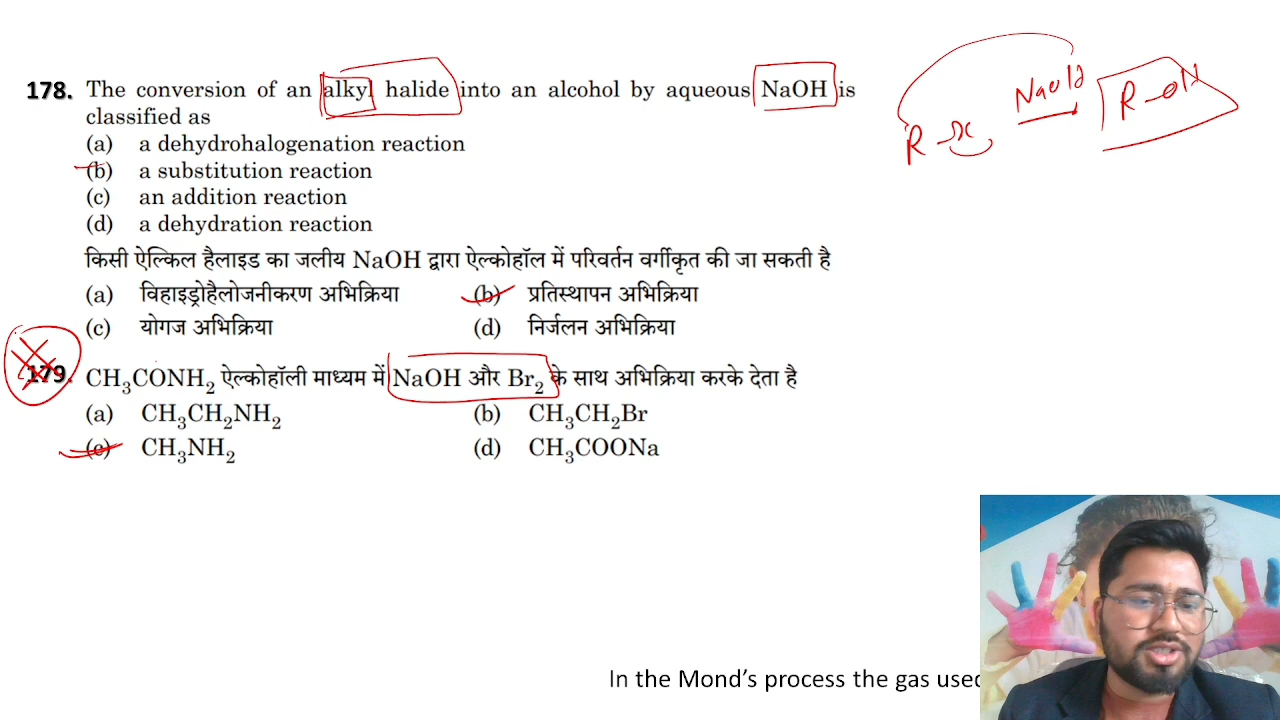 178. The conversion of an alkyl halide into an alcohol by aqueous NaOH is
classified as
(a) a dehydrohalogenation reaction
(b) a substitution reaction
(c) an addition reaction
(d) a dehydration reaction
किसी ऐल्किल हैलाइड का जलीय NaOH द्वारा ऐल्कोहॉल में परिवर्तन वर्गीकृत की जा सकती है
(a) विहाइड्रोहैलोजनीकरण अभिक्रिया (b) प्रतिस्थापन अभिक्रिया
(c) योगज अभिक्रिया (d) निर्जलन अभिक्रिया
179. CH₃CONH₂ ऐल्कोहॉली माध्यम में NaOH और Br₂ के साथ अभिक्रिया करके देता है
(a) CH₃CH₂NH₂ (b) CH₃CH₂Br
(c) CH₃NH₂ (d) CH₃COONa
R-x NaOH R-OH
In the Mond's process the gas used